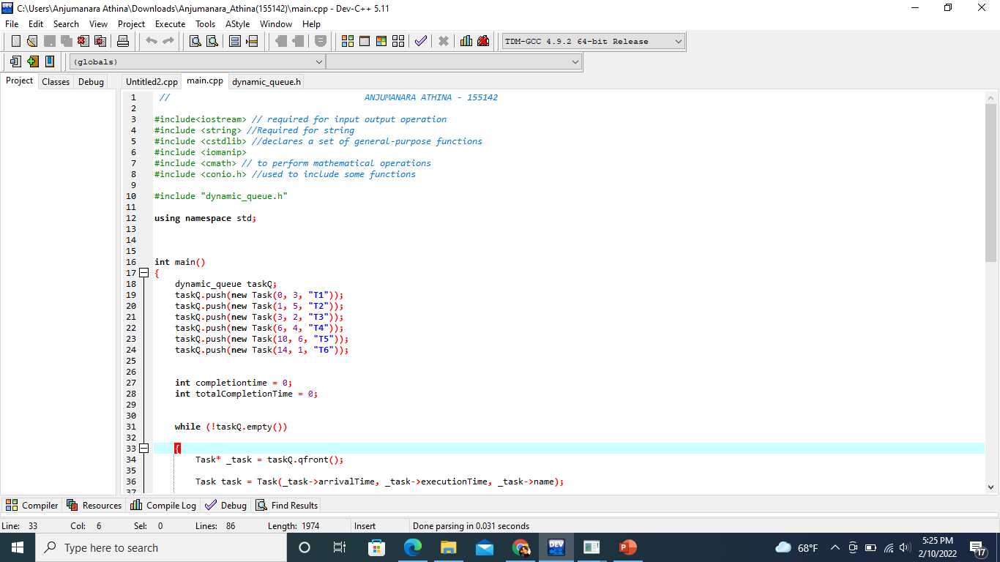 C:\Users\Anjumanara Athina\Downloads\Anjumanara_Athina(155142)\main.cpp - Dev-C++ 5.11
File Edit Search View Project Execute Tools AStyle Window Help
TDM-GCC 4.9.2 64-bit Release
(globals)
Project Classes Debug Untitled2.cpp main.cpp dynamic_queue.h
1 // ANJUMANARA ATHINA - 155142
2
3 #include<iostream> // required for input output operation
4 #include <string> //Required for string
5 #include <cstdlib> //declares a set of general-purpose functions
6 #include <iomanip>
7 #include <cmath> // to perform mathematical operations
8 #include <conio.h> //used to include some functions
9
10 #include "dynamic_queue.h"
11
12 using namespace std;
13
14
15
16 int main()
17 {
18 dynamic_queue taskQ;
19 taskQ.push(new Task(0, 3, "T1"));
20 taskQ.push(new Task(1, 5, "T2"));
21 taskQ.push(new Task(3, 2, "T3"));
22 taskQ.push(new Task(6, 4, "T4"));
23 taskQ.push(new Task(10, 6, "T5"));
24 taskQ.push(new Task(14, 1, "T6"));
25
26
27 int completiontime = 0;
28 int totalCompletionTime = 0;
29
30
31 while (!taskQ.empty())
32
33 {
34 Task* _task = taskQ.qfront();
35
36 Task task = Task(_task->arrivalTime, _task->executionTime, _task->name);
37
Compiler Resources Compile Log Debug Find Results
Line: 33 Col: 6 Sel: 0 Lines: 86 Length: 1974 Insert Done parsing in 0.031 seconds
Type here to search DEV P 68°F 5:25 PM
2/10/2022 17